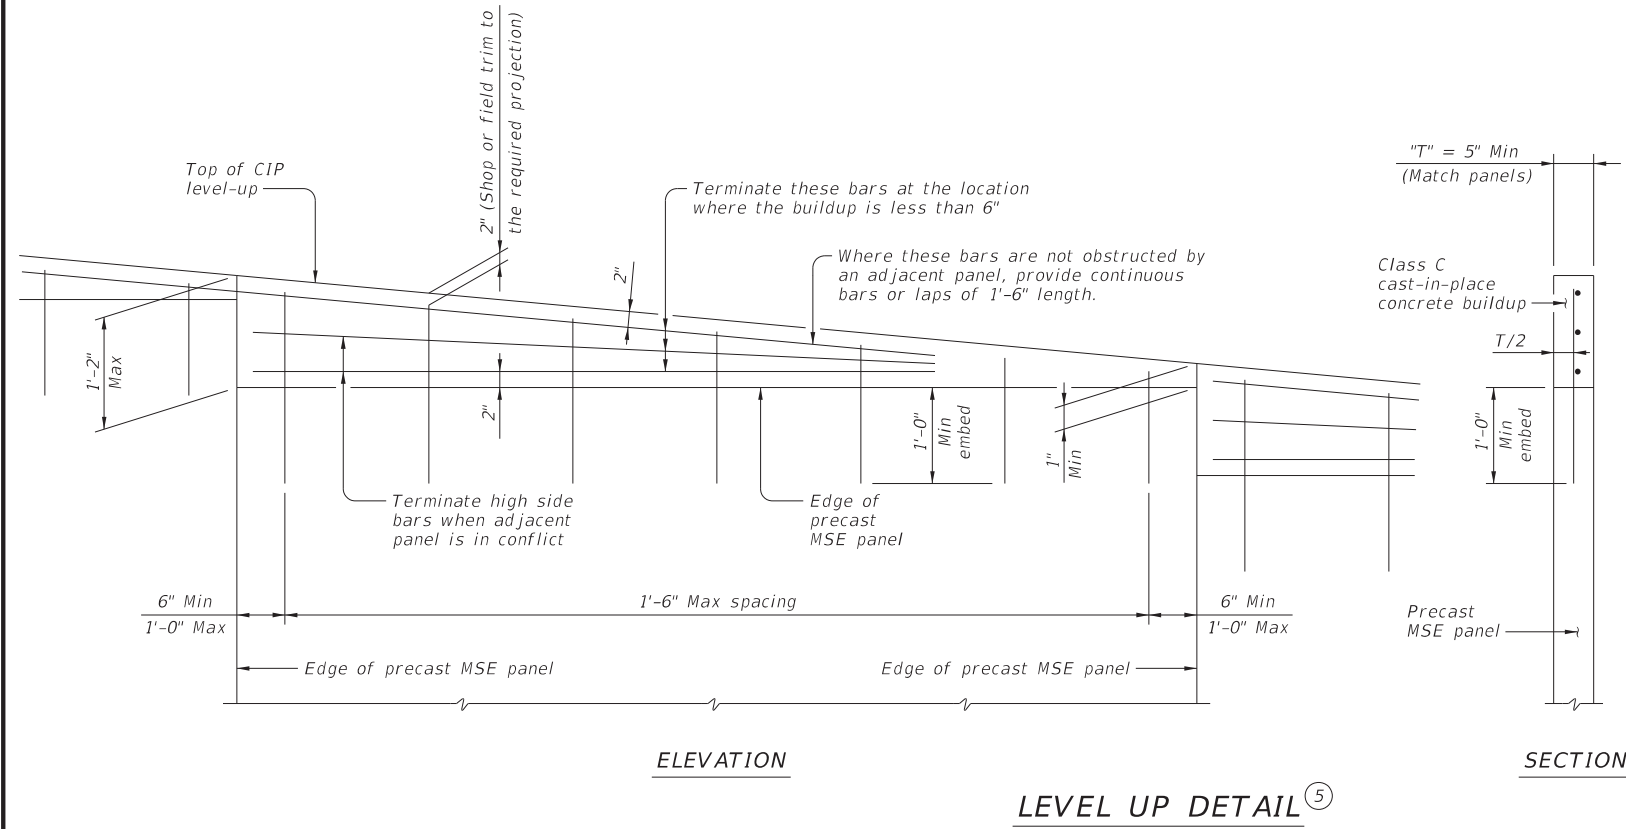 2" (Shop or field trim to
the required projection)
Top of CIP
level-up
Terminate these bars at the location
where the buildup is less than 6"
Where these bars are not obstructed by
an adjacent panel, provide continuous
bars or laps of 1'-6" length.
2"
1'-2"
Max
2"
1'-0"
Min
embed
1"
Min
Terminate high side
bars when adjacent
panel is in conflict
Edge of
precast
MSE panel
6" Min
1'-0" Max
1'-6" Max spacing
6" Min
1'-0" Max
Edge of precast MSE panel
Edge of precast MSE panel
ELEVATION
"T" = 5" Min
(Match panels)
Class C
cast-in-place
concrete buildup
T/2
1'-0"
Min
embed
Precast
MSE panel
SECTION
LEVEL UP DETAIL 5